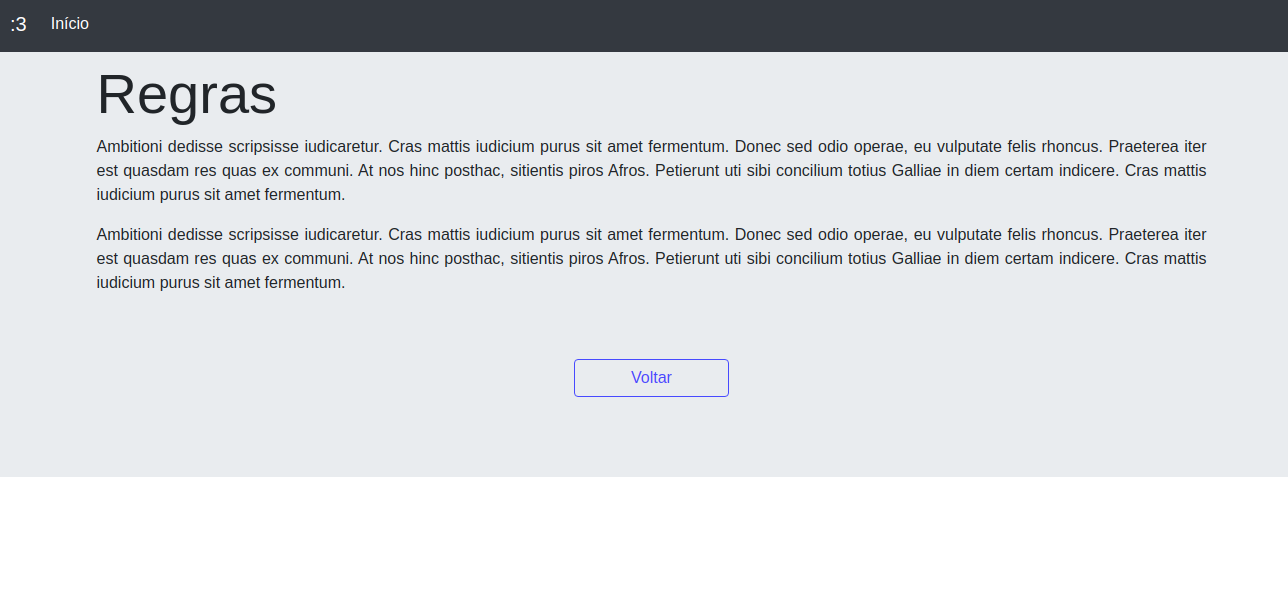 :3 Início
Regras
Ambitioni dedisse scripsisse iudicaretur. Cras mattis iudicium purus sit amet fermentum. Donec sed odio operae, eu vulputate felis rhoncus. Praeterea iter
est quasdam res quas ex communi. At nos hinc posthac, sitientis piros Afros. Petierunt uti sibi concilium totius Galliae in diem certam indicere. Cras mattis
iudicium purus sit amet fermentum.
Ambitioni dedisse scripsisse iudicaretur. Cras mattis iudicium purus sit amet fermentum. Donec sed odio operae, eu vulputate felis rhoncus. Praeterea iter
est quasdam res quas ex communi. At nos hinc posthac, sitientis piros Afros. Petierunt uti sibi concilium totius Galliae in diem certam indicere. Cras mattis
iudicium purus sit amet fermentum.
Voltar